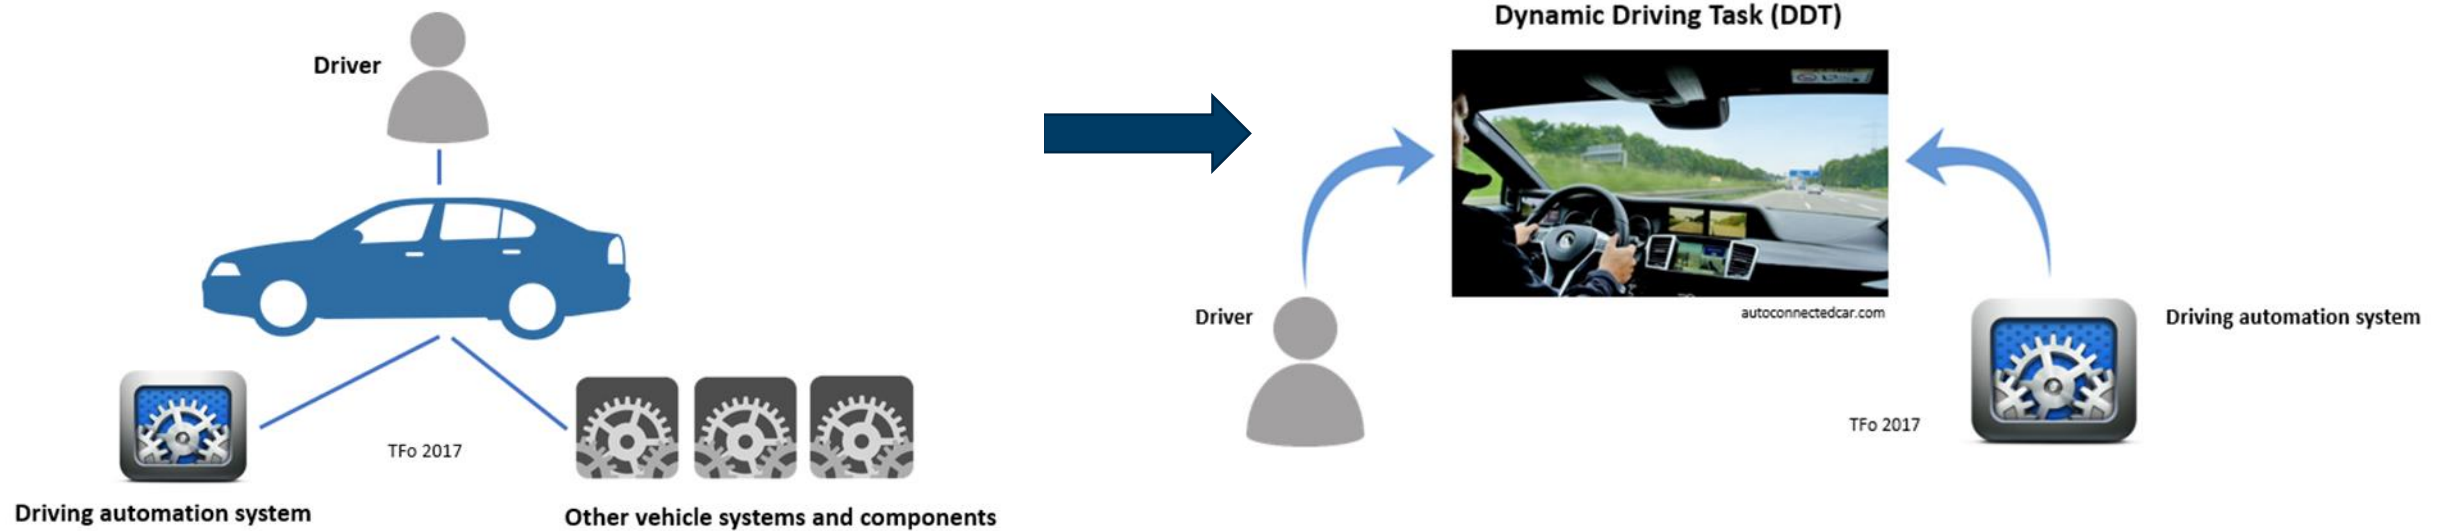 Driver
TFo 2017
Driving automation system
Other vehicle systems and components
Dynamic Driving Task (DDT)
autoconnectedcar.com
Driver
Driving automation system
TFo 2017